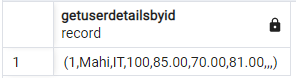 getuserdetailsbyid
record
1 (1,Mahi,IT,100,85.00,70.00,81.00,,,)